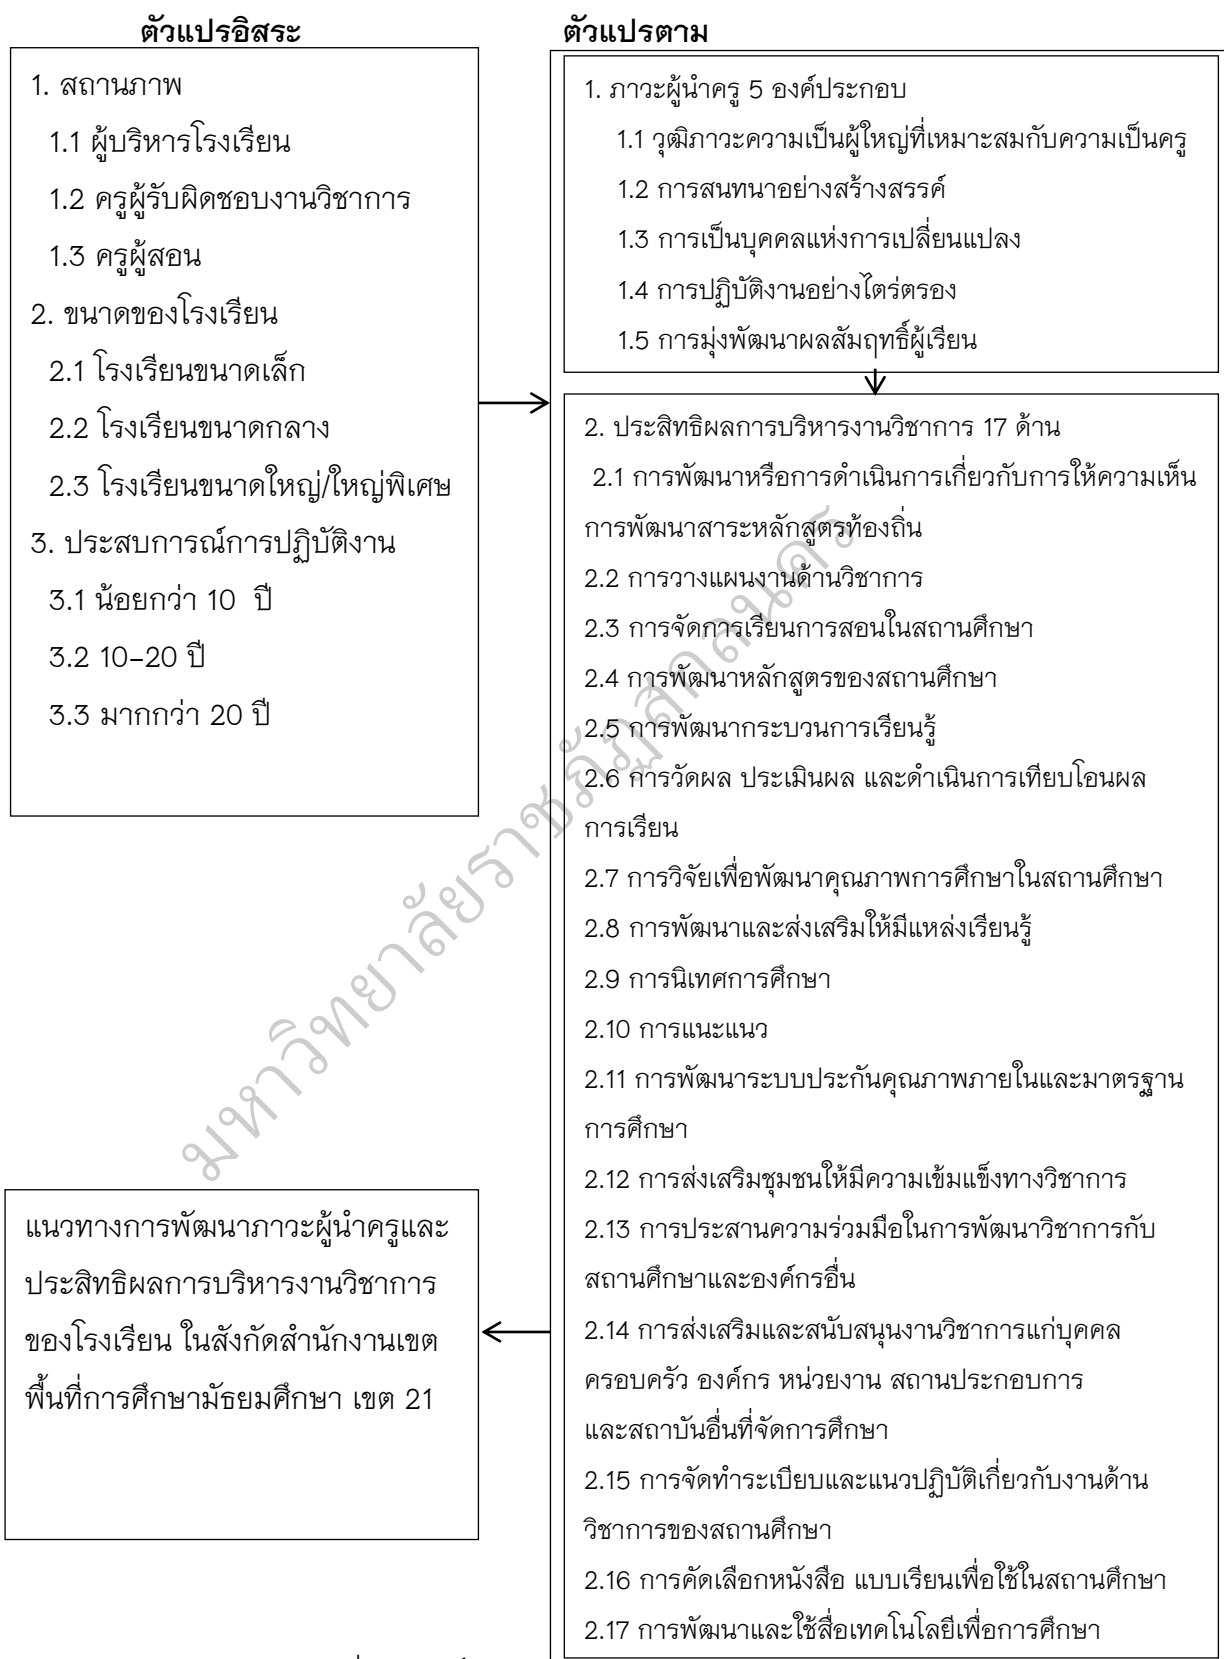 ตัวแปรอิสระ
1. สถานภาพ
1.1 ผู้บริหารโรงเรียน
1.2 ครูผู้รับผิดชอบงานวิชาการ
1.3 ครูผู้สอน
2. ขนาดของโรงเรียน
2.1 โรงเรียนขนาดเล็ก
2.2 โรงเรียนขนาดกลาง
2.3 โรงเรียนขนาดใหญ่/ใหญ่พิเศษ
3. ประสบการณ์การปฏิบัติงาน
3.1 น้อยกว่า 10 ปี
3.2 10–20 ปี
3.3 มากกว่า 20 ปี
ตัวแปรตาม
1. ภาวะผู้นำครู 5 องค์ประกอบ
1.1 วุฒิภาวะความเป็นผู้ใหญ่ที่เหมาะสมกับความเป็นครู
1.2 การสนทนาอย่างสร้างสรรค์
1.3 การเป็นบุคคลแห่งการเปลี่ยนแปลง
1.4 การปฏิบัติงานอย่างไตร่ตรอง
1.5 การมุ่งพัฒนาผลสัมฤทธิ์ผู้เรียน
2. ประสิทธิผลการบริหารงานวิชาการ 17 ด้าน
2.1 การพัฒนาหรือการดำเนินการเกี่ยวกับการให้ความเห็น
การพัฒนาสาระหลักสูตรท้องถิ่น
2.2 การวางแผนงานด้านวิชาการ
2.3 การจัดการเรียนการสอนในสถานศึกษา
2.4 การพัฒนาหลักสูตรของสถานศึกษา
2.5 การพัฒนากระบวนการเรียนรู้
2.6 การวัดผล ประเมินผล และดำเนินการเทียบโอนผล
การเรียน
2.7 การวิจัยเพื่อพัฒนาคุณภาพการศึกษาในสถานศึกษา
2.8 การพัฒนาและส่งเสริมให้มีแหล่งเรียนรู้
2.9 การนิเทศการศึกษา
2.10 การแนะแนว
2.11 การพัฒนาระบบประกันคุณภาพภายในและมาตรฐาน
การศึกษา
2.12 การส่งเสริมชุมชนให้มีความเข้มแข็งทางวิชาการ
2.13 การประสานความร่วมมือในการพัฒนาวิชาการกับ
สถานศึกษาและองค์กรอื่น
2.14 การส่งเสริมและสนับสนุนงานวิชาการแก่บุคคล
ครอบครัว องค์กร หน่วยงาน สถานประกอบการ
และสถาบันอื่นที่จัดการศึกษา
2.15 การจัดทำระเบียบและแนวปฏิบัติเกี่ยวกับงานด้าน
วิชาการของสถานศึกษา
2.16 การคัดเลือกหนังสือ แบบเรียนเพื่อใช้ในสถานศึกษา
2.17 การพัฒนาและใช้สื่อเทคโนโลยีเพื่อการศึกษา
แนวทางการพัฒนาภาวะผู้นำครูและ
ประสิทธิผลการบริหารงานวิชาการ
ของโรงเรียน ในสังกัดสำนักงานเขต
พื้นที่การศึกษามัธยมศึกษา เขต 21
มหาวิทยาลัยราชภัฏสกลนคร